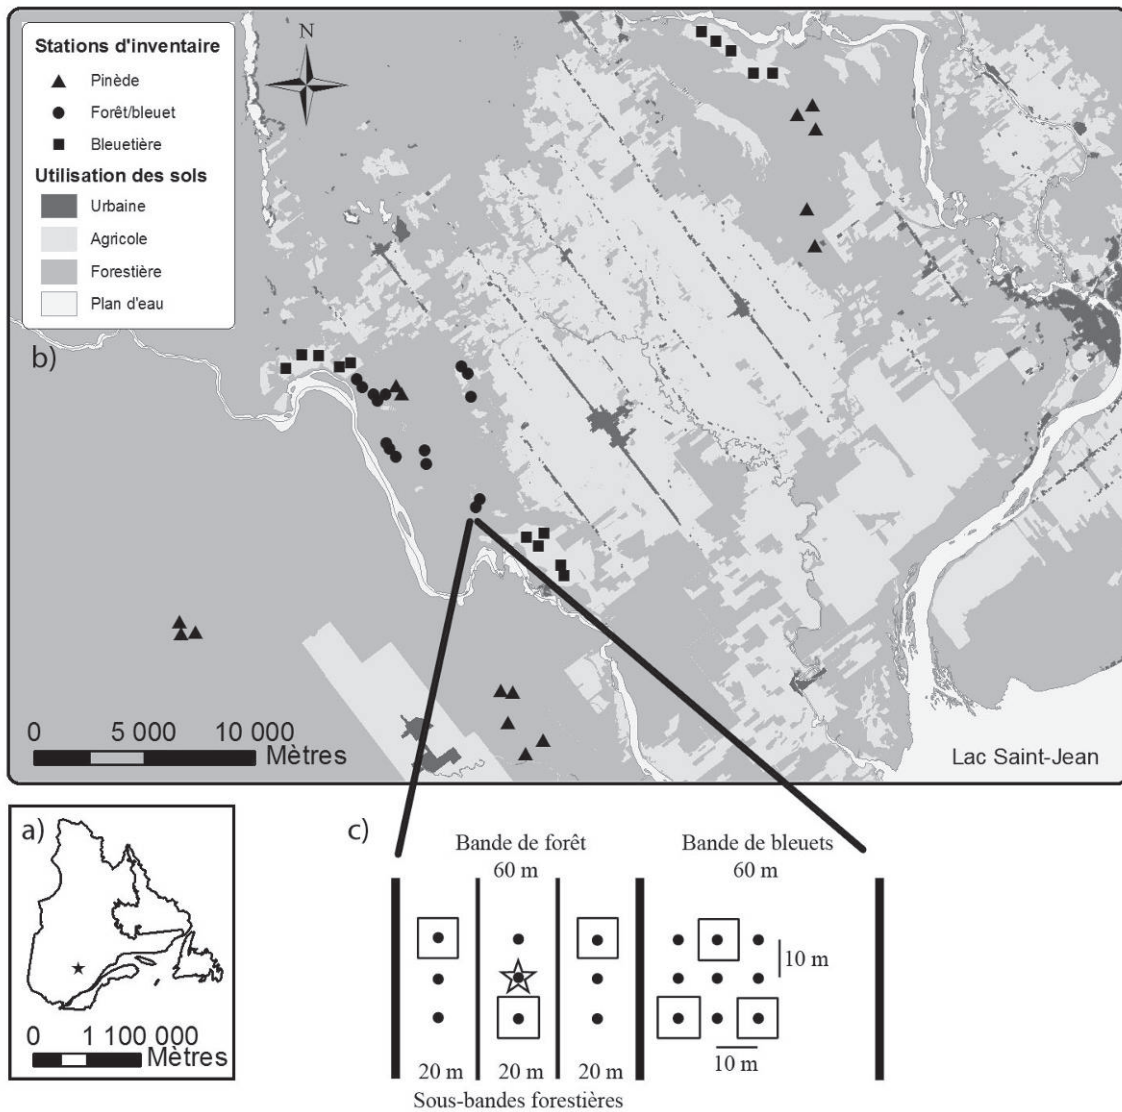 Stations d'inventaire
Pinède
Forêt/bleuet
Bleuetière
Utilisation des sols
Urbaine
Agricole
Forestière
Plan d'eau
N
b)
0 5 000 10 000
Mètres
Lac Saint-Jean
a)
0 1 100 000
Mètres
c)
Bande de forêt
60 m
Bande de bleuets
60 m
10 m
10 m
20 m 20 m 20 m
Sous-bandes forestières